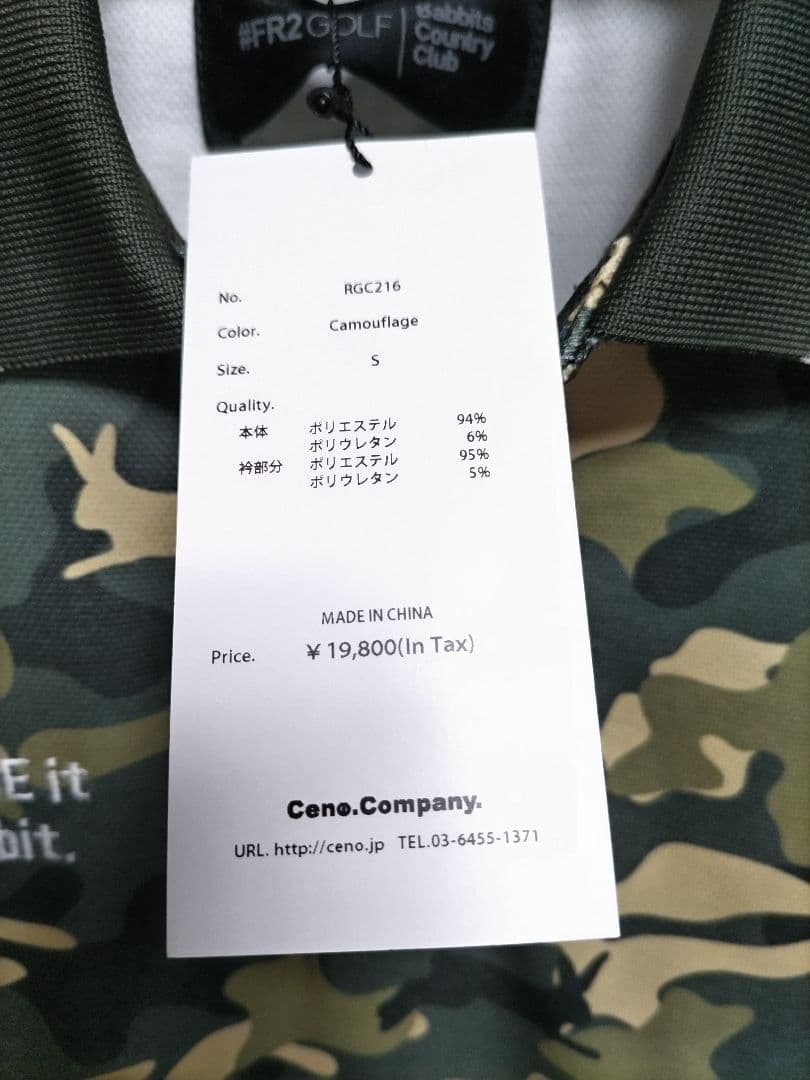 #FR2GOLF
Rabbits
Country
Club
No. RGC216
Color. Camouflage
Size. S
Quality.
本体 ポリエステル 94%
ポリウレタン 6%
衿部分 ポリエステル 95%
ポリウレタン 5%
MADE IN CHINA
Price. ¥ 19,800(In Tax)
E it
bit.
Ceno.Company.
URL. http://ceno.jp TEL.03-6455-1371